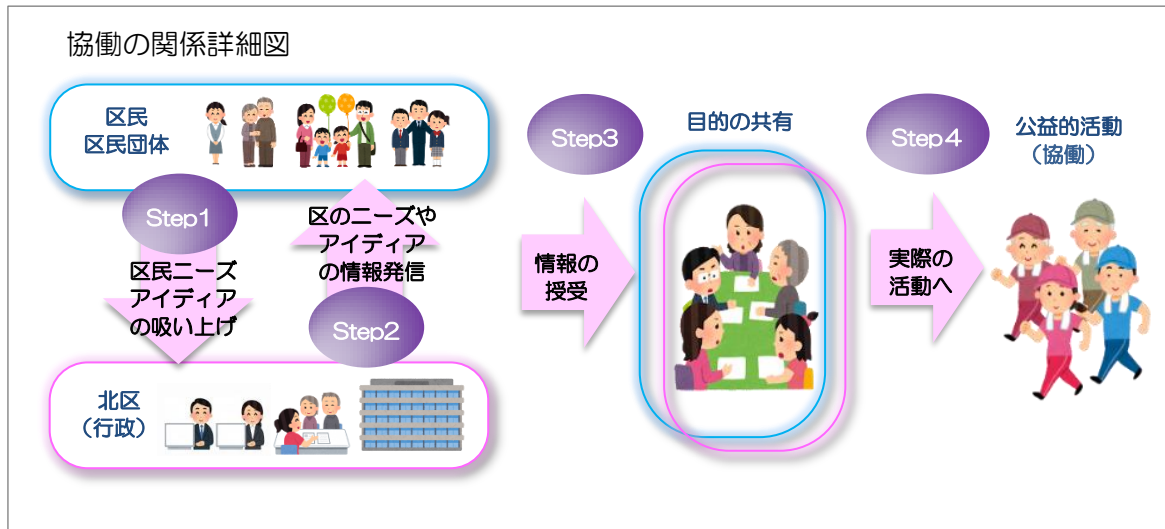 協働の関係詳細図
区民
区民団体
Step1
区民ニーズ
アイディア
の吸い上げ
区のニーズや
アイディア
の情報発信
Step2
北区
（行政）
Step3
情報の
授受
目的の共有
Step4
実際の
活動へ
公益的活動
（協働）